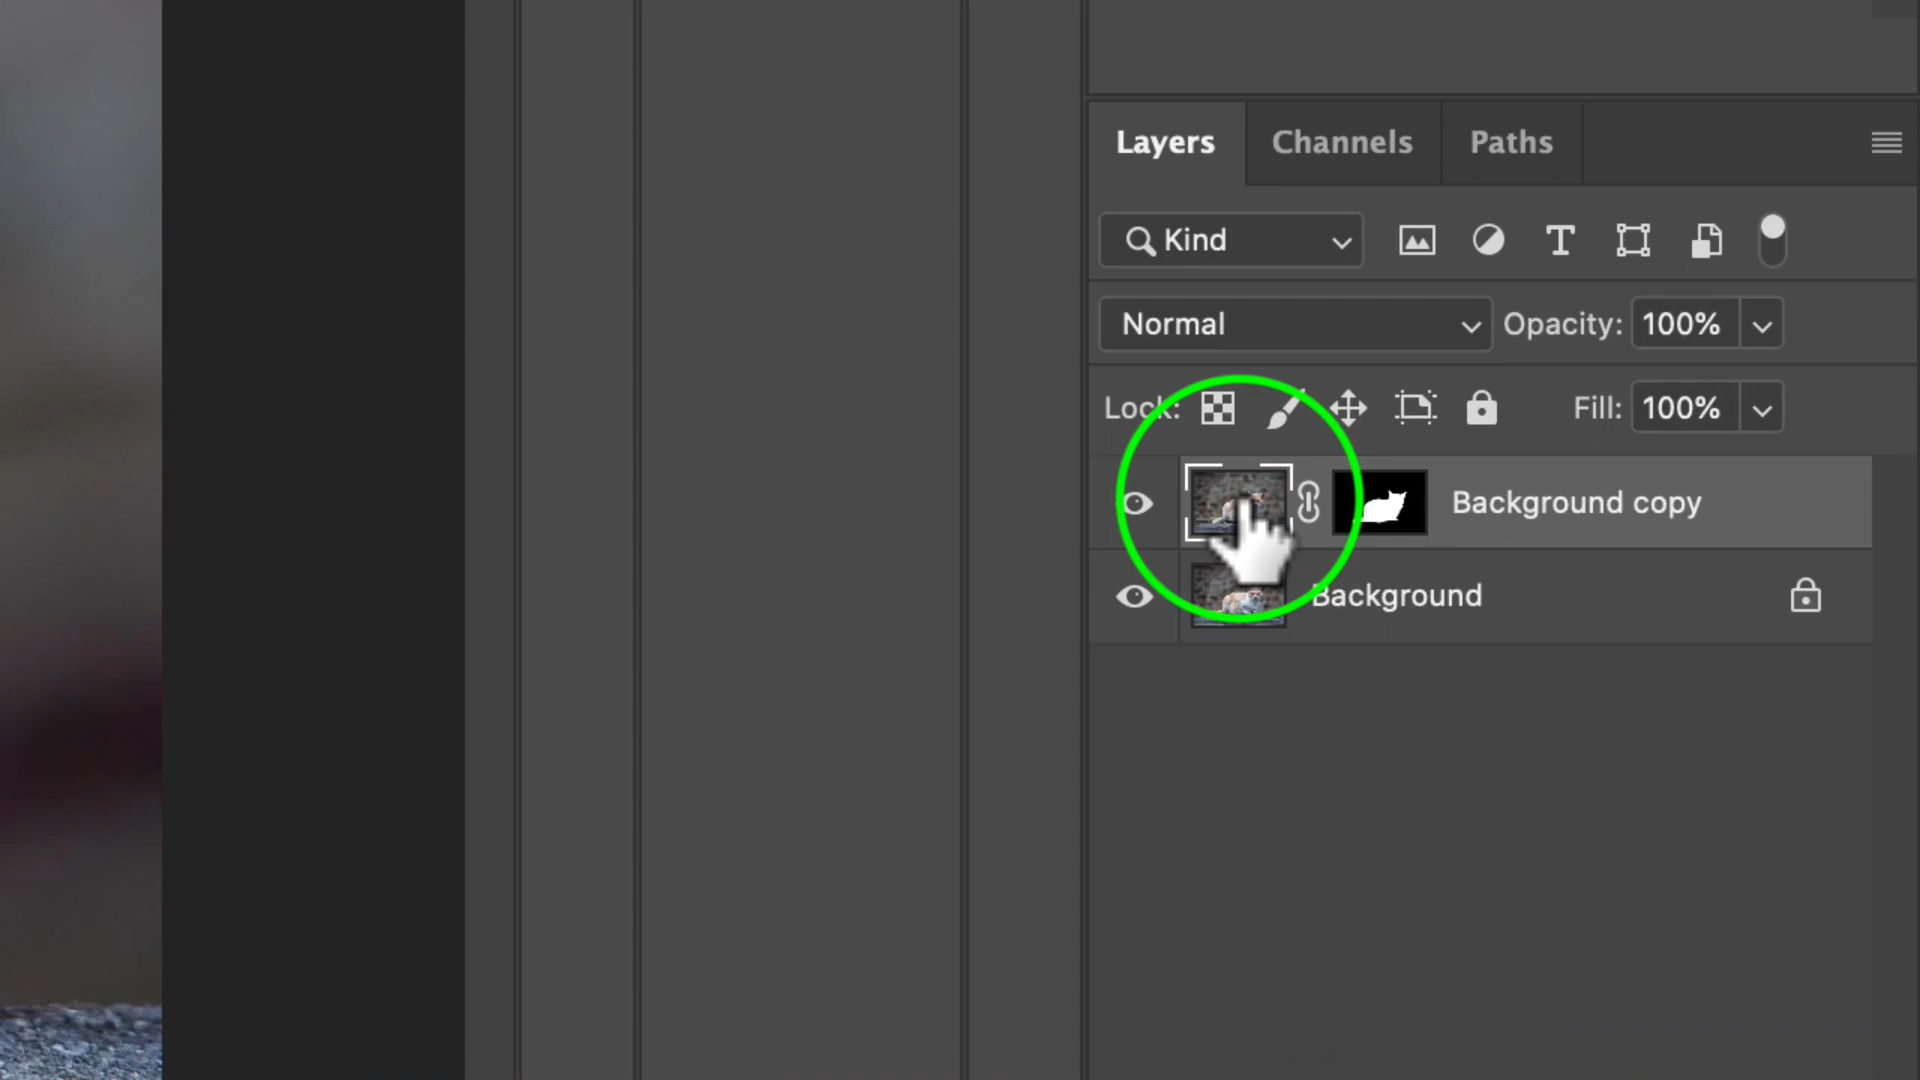 Layers Channels Paths
Kind
Normal Opacity: 100%
Lock: Fill: 100%
Background copy
Background